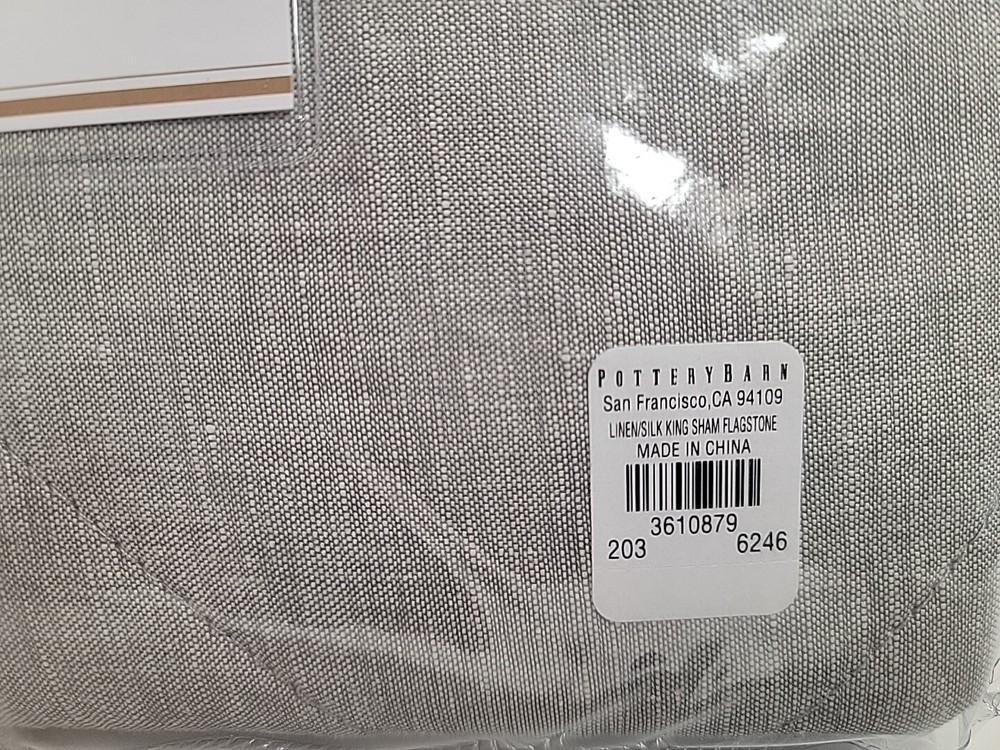 POTTERYBARN
San Francisco,CA 94109
LINEN/SILK KING SHAM FLAGSTONE
MADE IN CHINA
3610879
203 6246